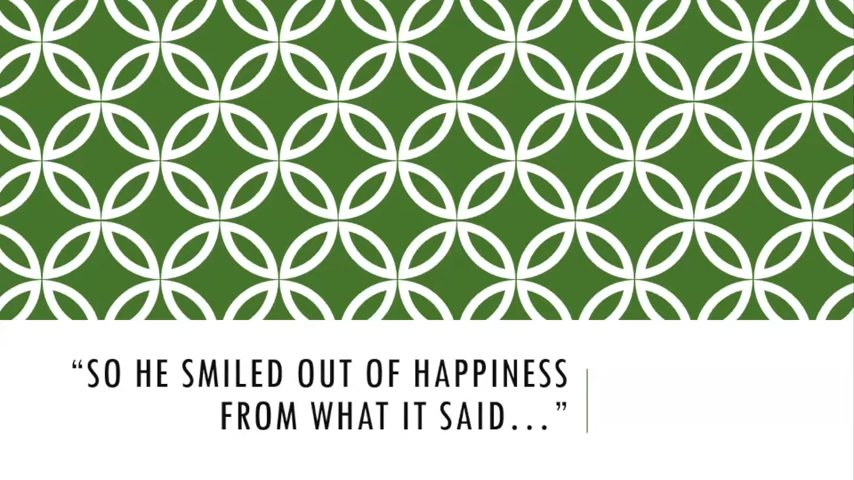 “SO HE SMILED OUT OF HAPPINESS
FROM WHAT IT SAID…”